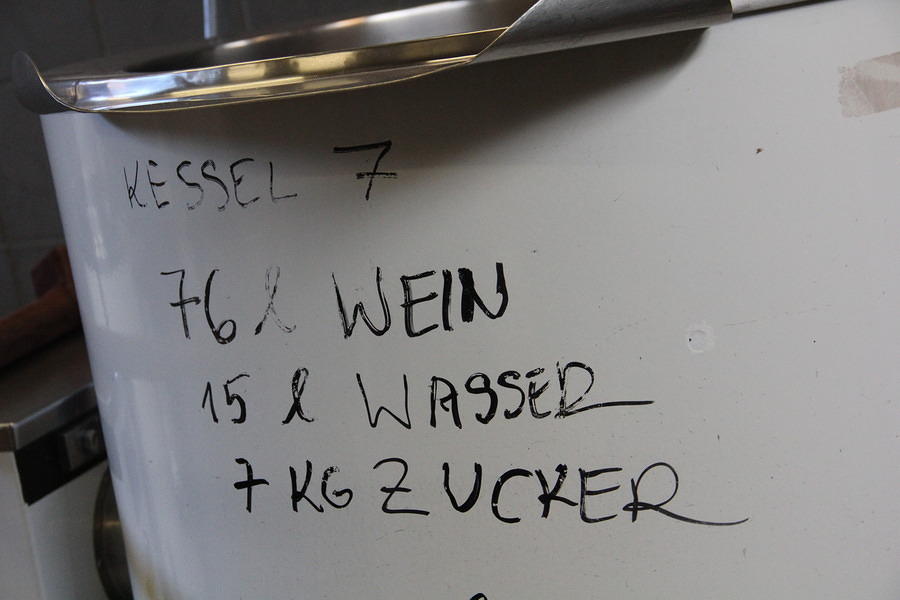 KESSEL 7
76 l WEIN
15 l WASSER
7 KG ZUCKER